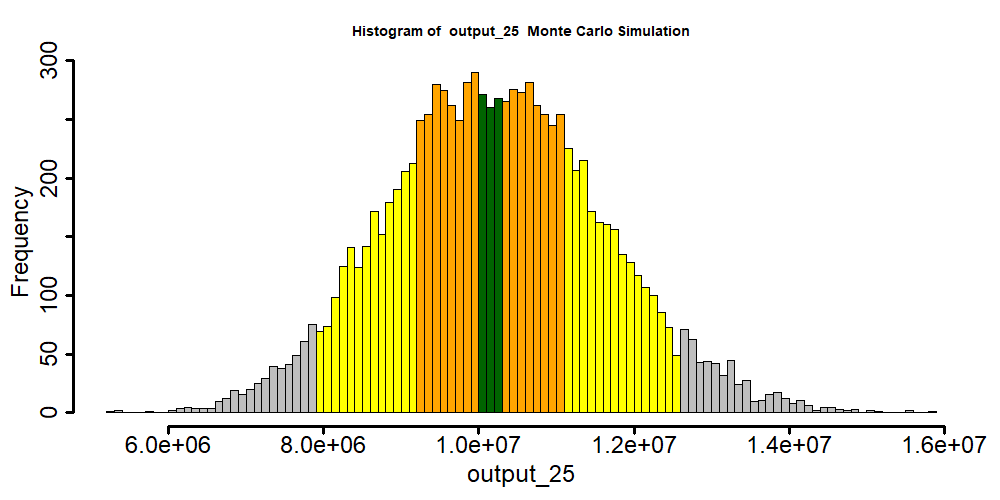 Histogram of  output_25  Monte Carlo Simulation
300
200
100
50
0
Frequency
6.0e+06 8.0e+06 1.0e+07 1.2e+07 1.4e+07 1.6e+07
output_25